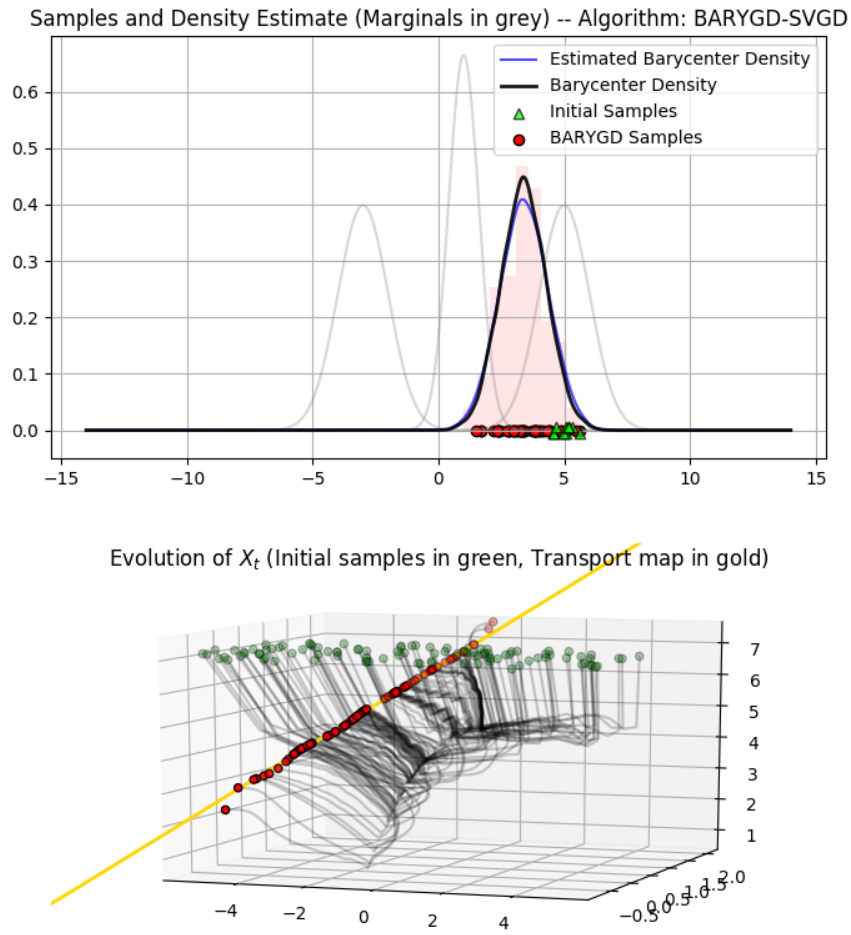 Samples and Density Estimate (Marginals in grey) -- Algorithm: BARYGD-SVGD
Estimated Barycenter Density
Barycenter Density
Initial Samples
BARYGD Samples
0.6
0.5
0.4
0.3
0.2
0.1
0.0
−15 −10 −5 0 5 10 15
Evolution of $X_t$ (Initial samples in green, Transport map in gold)
7
6
5
4
3
2
1
−4 −2 0 2 4
−0.5 0.0 0.5 1.0 1.5 2.0